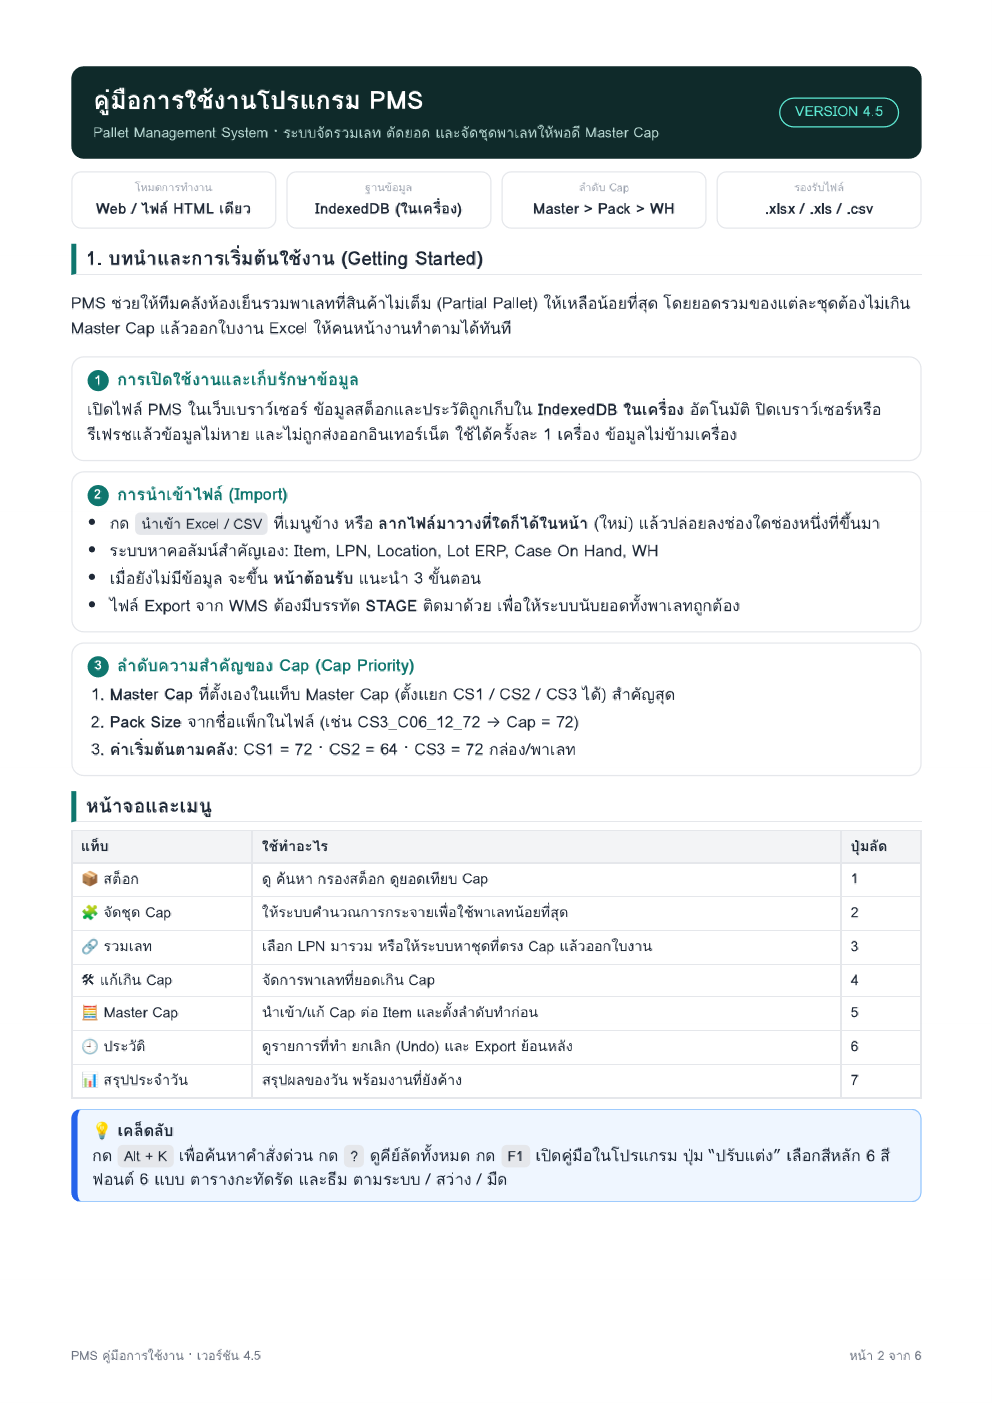 คู่มือการใช้งานโปรแกรม PMS
Pallet Management System · ระบบจัดรวมเลท ตัดยอด และจัดชุดพาเลทให้พอดี Master Cap
VERSION 4.5
โหมดการทำงาน
Web / ไฟล์ HTML เดียว
ฐานข้อมูล
IndexedDB (ในเครื่อง)
ลำดับ Cap
Master > Pack > WH
รองรับไฟล์
.xlsx / .xls / .csv
1. บทนำและการเริ่มต้นใช้งาน (Getting Started)
PMS ช่วยให้ทีมคลังห้องเย็นรวมพาเลทที่สินค้าไม่เต็ม (Partial Pallet) ให้เหลือน้อยที่สุด โดยยอดรวมของแต่ละชุดต้องไม่เกิน
Master Cap แล้วออกใบงาน Excel ให้คนหน้างานทำตามได้ทันที
1 การเปิดใช้งานและเก็บรักษาข้อมูล
เปิดไฟล์ PMS ในเว็บเบราว์เซอร์ ข้อมูลสต็อกและประวัติถูกเก็บใน IndexedDB ในเครื่อง อัตโนมัติ ปิดเบราว์เซอร์หรือ
รีเฟรชแล้วข้อมูลไม่หาย และไม่ถูกส่งออกอินเทอร์เน็ต ใช้ได้ครั้งละ 1 เครื่อง ข้อมูลไม่ข้ามเครื่อง
2 การนำเข้าไฟล์ (Import)
• กด นำเข้า Excel / CSV ที่เมนูข้าง หรือ ลากไฟล์มาวางที่ใดก็ได้ในหน้า (ใหม่) แล้วปล่อยลงช่องใดช่องหนึ่งที่ขึ้นมา
• ระบบหาคอลัมน์สำคัญเอง: Item, LPN, Location, Lot ERP, Case On Hand, WH
• เมื่อยังไม่มีข้อมูล จะขึ้น หน้าต้อนรับ แนะนำ 3 ขั้นตอน
• ไฟล์ Export จาก WMS ต้องมีบรรทัด STAGE ติดมาด้วย เพื่อให้ระบบนับยอดทั้งพาเลทถูกต้อง
3 ลำดับความสำคัญของ Cap (Cap Priority)
1. Master Cap ที่ตั้งเองในแท็บ Master Cap (ตั้งแยก CS1 / CS2 / CS3 ได้) สำคัญสุด
2. Pack Size จากชื่อแพ็กในไฟล์ (เช่น CS3_C06_12_72 → Cap = 72)
3. ค่าเริ่มต้นตามคลัง: CS1 = 72 · CS2 = 64 · CS3 = 72 กล่อง/พาเลท
หน้าจอและเมนู
แท็บ ใช้ทำอะไร ปุ่มลัด
📦 สต็อก ดู ค้นหา กรองสต็อก ดูยอดเทียบ Cap 1
🧩 จัดชุด Cap ให้ระบบคำนวณการกระจายเพื่อใช้พาเลทน้อยที่สุด 2
🔗 รวมเลท เลือก LPN มารวม หรือให้ระบบหาชุดที่ตรง Cap แล้วออกใบงาน 3
🛠 แก้เกิน Cap จัดการพาเลทที่ยอดเกิน Cap 4
🧮 Master Cap นำเข้า/แก้ Cap ต่อ Item และตั้งลำดับทำก่อน 5
🕘 ประวัติ ดูรายการที่ทำ ยกเลิก (Undo) และ Export ย้อนหลัง 6
📊 สรุปประจำวัน สรุปผลของวัน พร้อมงานที่ยังค้าง 7
💡 เคล็ดลับ
กด Alt + K เพื่อค้นหาคำสั่งด่วน กด ? ดูคีย์ลัดทั้งหมด กด F1 เปิดคู่มือในโปรแกรม ปุ่ม “ปรับแต่ง” เลือกสีหลัก 6 สี
ฟอนต์ 6 แบบ ตารางกะทัดรัด และธีม ตามระบบ / สว่าง / มืด
PMS คู่มือการใช้งาน · เวอร์ชัน 4.5
หน้า 2 จาก 6